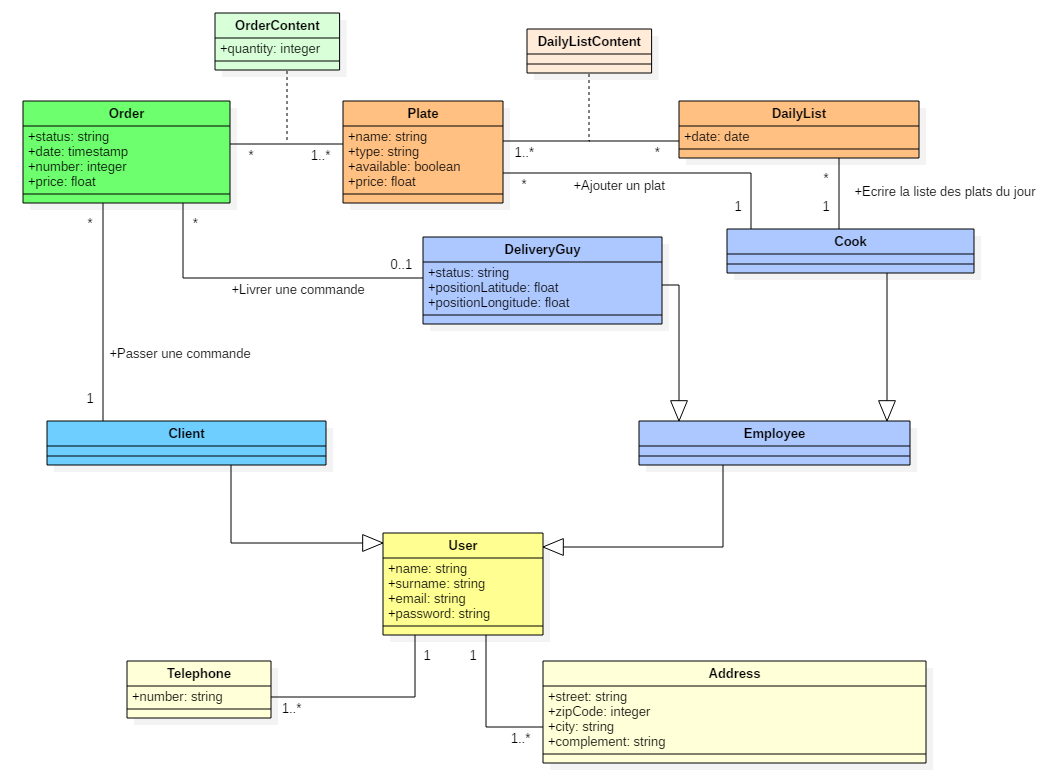 OrderContent
+quantity: integer
DailyListContent
Order
+status: string
+date: timestamp
+number: integer
+price: float
Plate
+name: string
+type: string
+available: boolean
+price: float
DailyList
+date: date
*
1..*
1..*
*
*
+Ajouter un plat
1
*
+Ecrire la liste des plats du jour
1
Cook
*
*
0..1
+Livrer une commande
DeliveryGuy
+status: string
+positionLatitude: float
+positionLongitude: float
+Passer une commande
1
Client
Employee
User
+name: string
+surname: string
+email: string
+password: string
1
1
Telephone
+number: string
1..*
Address
+street: string
+zipCode: integer
+city: string
+complement: string
1..*